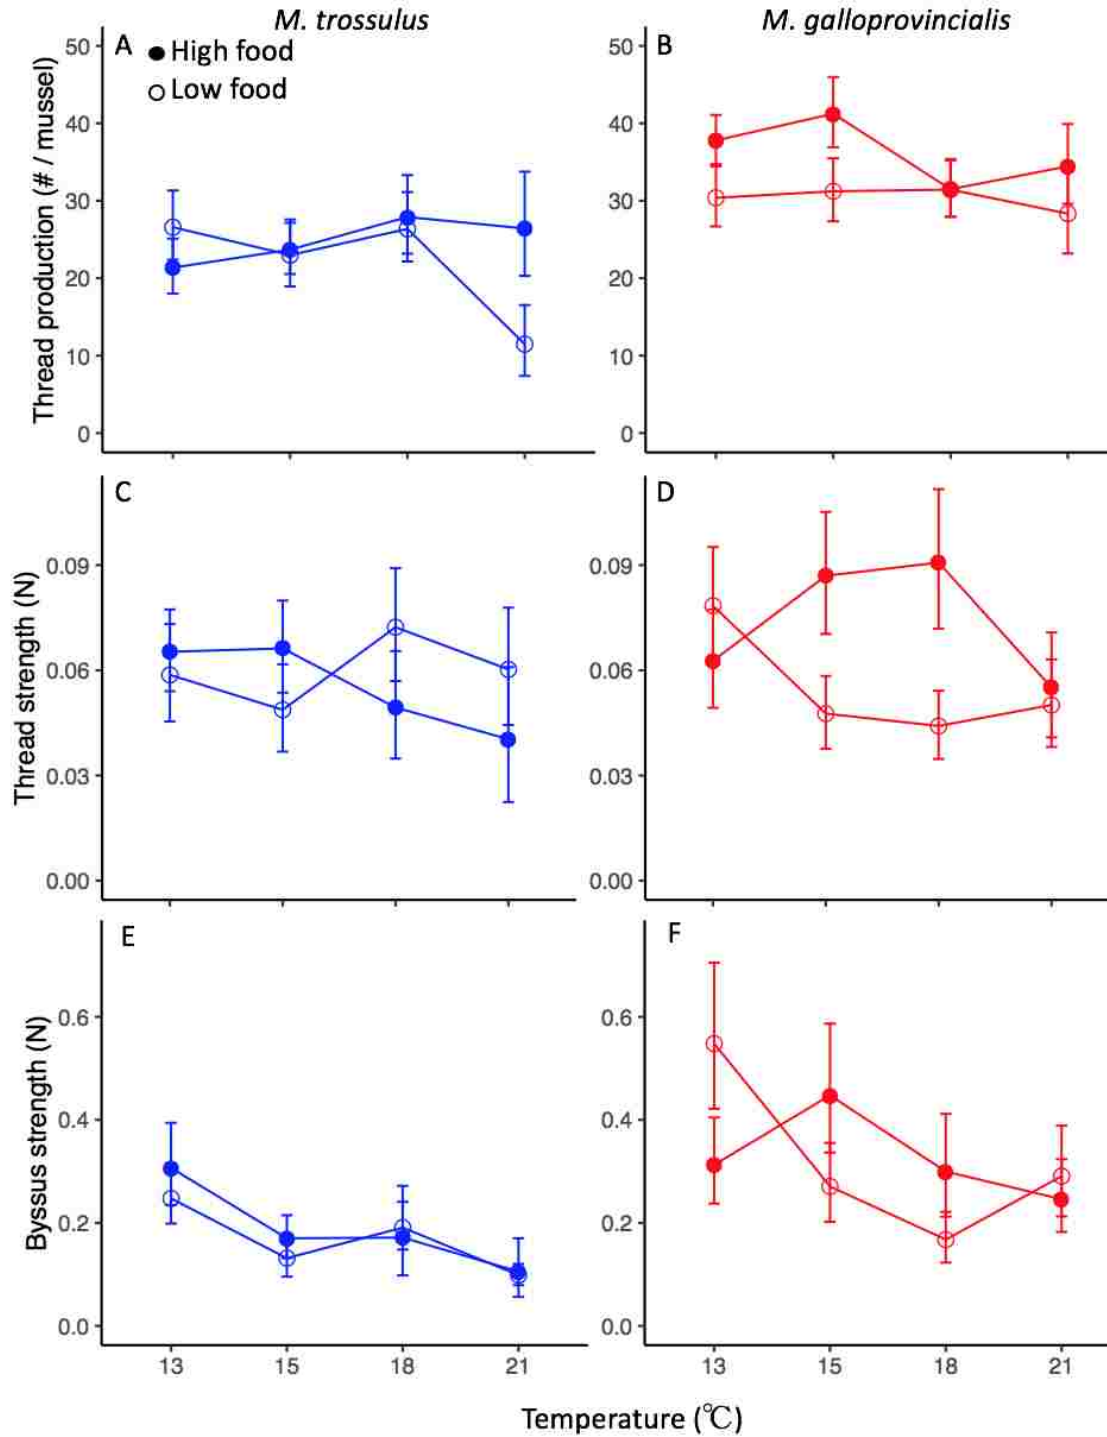 M. trossulus
M. galloprovincialis
A
High food
Low food
Thread production (# / mussel)
50
40
30
20
10
0
B
50
40
30
20
10
0
C
Thread strength (N)
0.09
0.06
0.03
0.00
D
0.09
0.06
0.03
0.00
E
Byssus strength (N)
0.6
0.4
0.2
0.0
13 15 18 21
F
0.6
0.4
0.2
0.0
13 15 18 21
Temperature (℃)